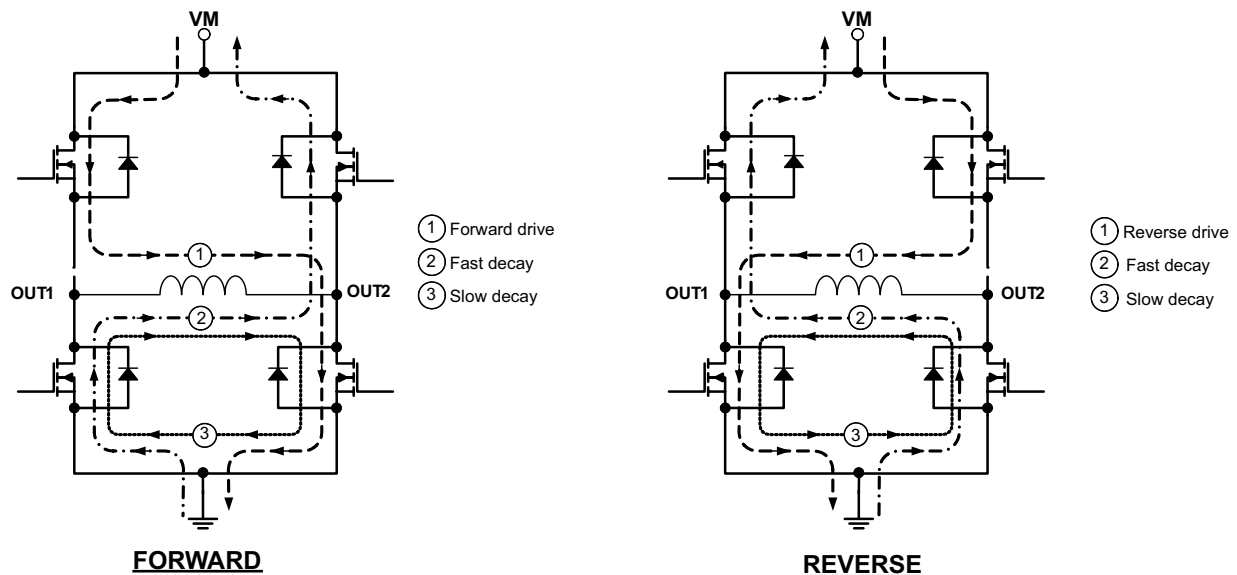 VM
1 Forward drive
2 Fast decay
3 Slow decay
1
OUT1
OUT2
2
3
FORWARD
VM
1 Reverse drive
2 Fast decay
3 Slow decay
1
OUT1
OUT2
2
3
REVERSE